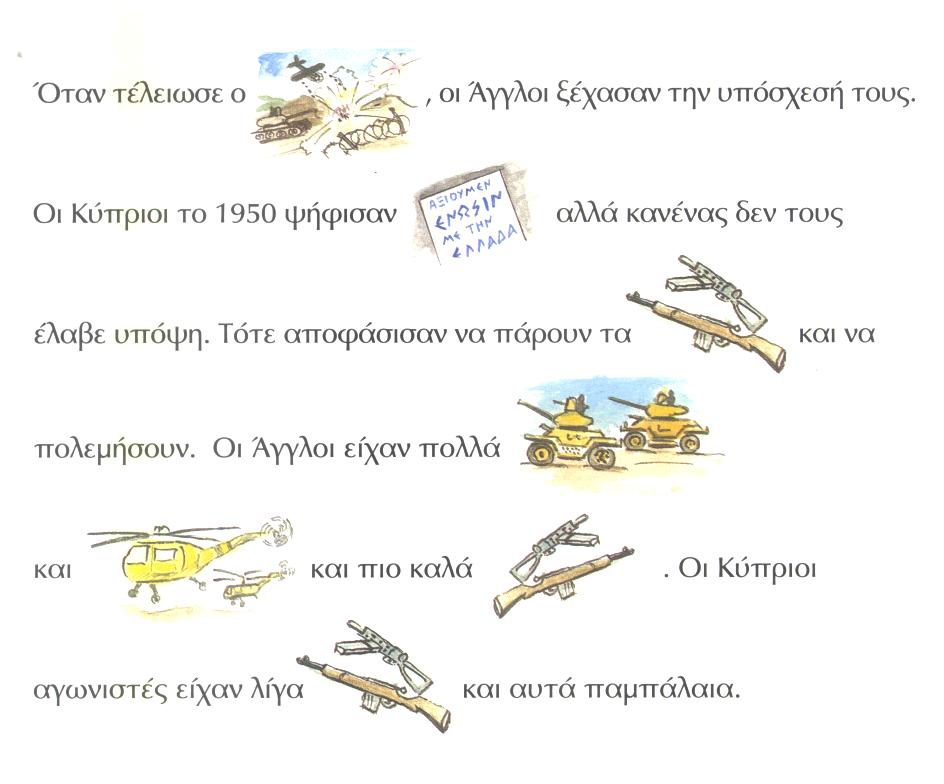 Όταν τέλειωσε ο , οι Άγγλοι ξέχασαν την υπόσχεσή τους.
Οι Κύπριοι το 1950 ψήφισαν ΑΞΙΟΥΜΕΝ ΕΝΩΣΙΝ ΜΕ ΤΗΝ ΕΛΛΑΔΑ αλλά κανένας δεν τους
έλαβε υπόψη. Τότε αποφάσισαν να πάρουν τα και να
πολεμήσουν. Οι Άγγλοι είχαν πολλά
και και πιο καλά . Οι Κύπριοι
αγωνιστές είχαν λίγα και αυτά παμπάλαια.